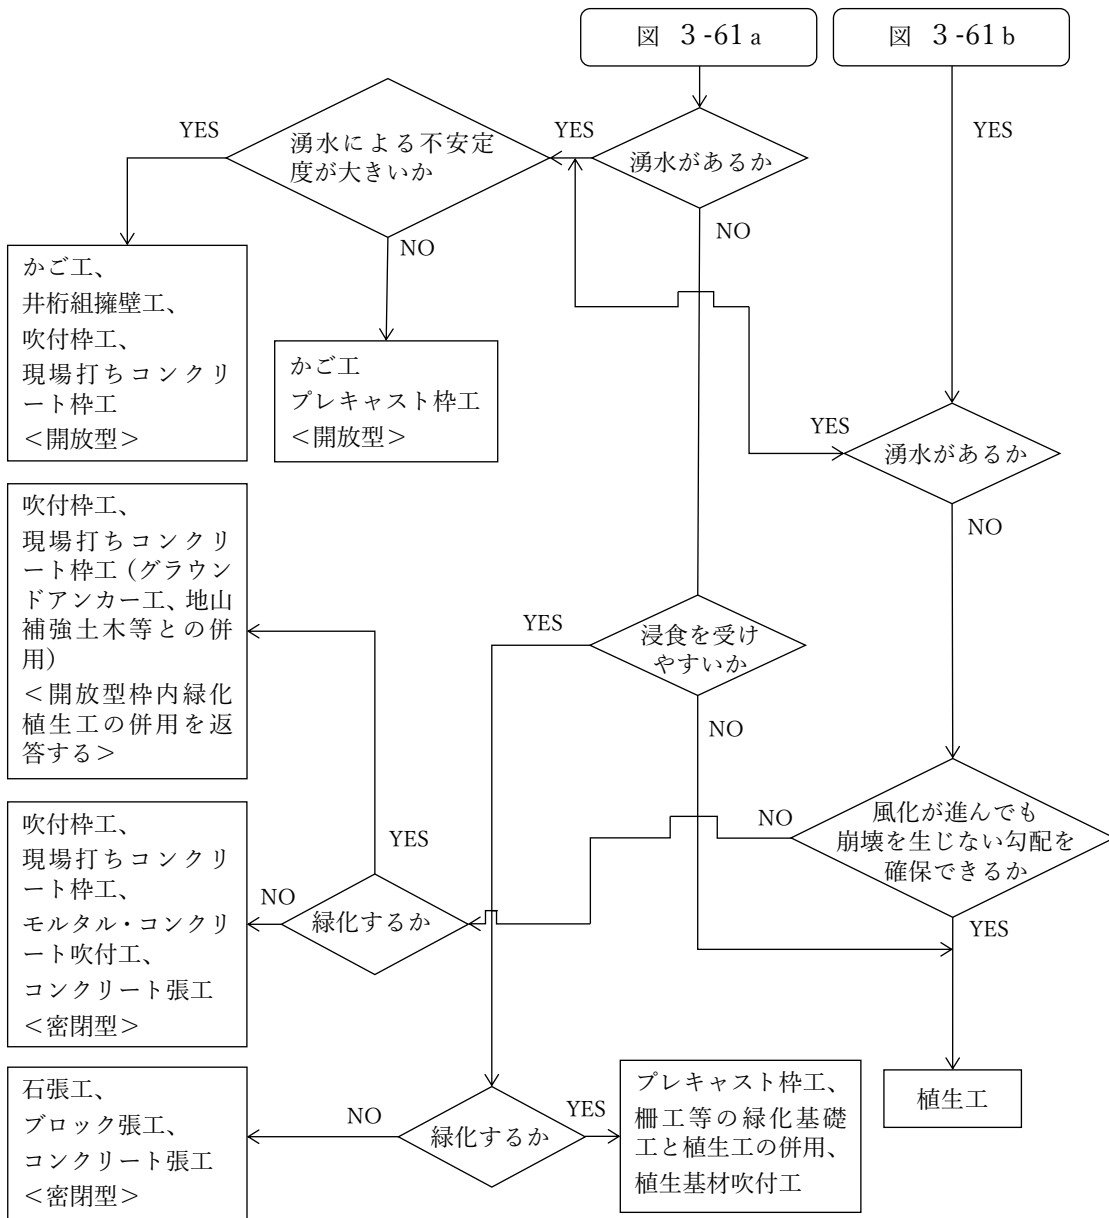 図 3-61 a
図 3-61 b
YES
湧水による不安定
度が大きいか
YES
湧水があるか
YES
NO
NO
かご工、
井桁組擁壁工、
吹付枠工、
現場打ちコンクリ
ート枠工
＜開放型＞
かご工
プレキャスト枠工
＜開放型＞
YES
湧水があるか
NO
吹付枠工、
現場打ちコンクリ
ート枠工（グラウン
ドアンカー工、地山
補強土木等との併
用）
＜開放型枠内緑化
植生工の併用を返
答する＞
YES
浸食を受け
やすいか
NO
風化が進んでも
崩壊を生じない勾配を
確保できるか
NO
YES
吹付枠工、
現場打ちコンクリ
ート枠工、
モルタル・コンクリ
ート吹付工、
コンクリート張工
＜密閉型＞
YES
NO
緑化するか
石張工、
ブロック張工、
コンクリート張工
＜密閉型＞
NO
緑化するか
YES
プレキャスト枠工、
柵工等の緑化基礎
工と植生工の併用、
植生基材吹付工
植生工